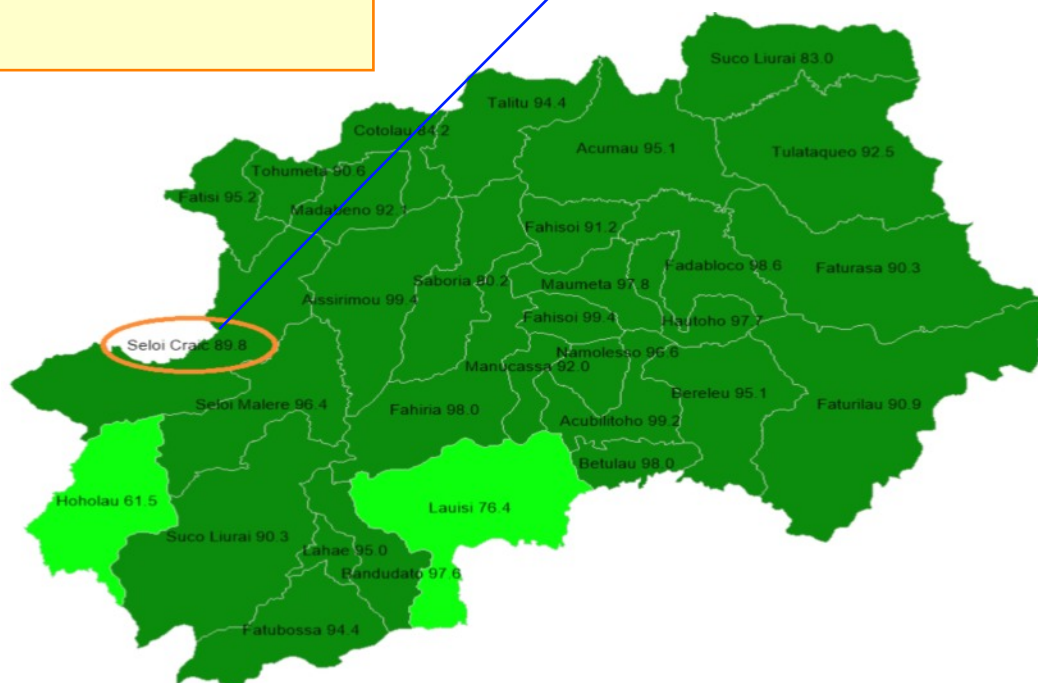 Suco Liurai 83.0
Talitu 94.4
Cotolau 84.2
Acumau 95.1
Tulataqueo 92.5
Tohumeta 90.6
Fatisi 95.2
Madabeno 92.1
Fahisoi 91.2
Fadabloco 98.6
Faturasa 90.3
Saboria 80.2
Maumeta 97.8
Aissirimou 99.4
Fahisoi 99.4
Hautoho 97.7
Seloi Craic 89.8
Namolesso 96.6
Manucassa 92.0
Bereleu 95.1
Seloi Malere 96.4
Fahiria 98.0
Faturilau 90.9
Acubilitoho 99.2
Betulau 98.0
Hoholau 61.5
Lauisi 76.4
Suco Liurai 90.3
Lahae 95.0
Bandudato 97.6
Fatubossa 94.4